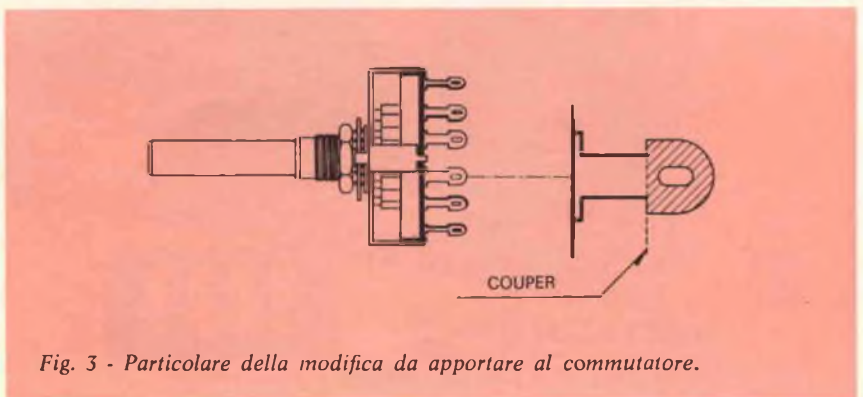 COUPER
Fig. 3 - Particolare della modifica da apportare al commutatore.